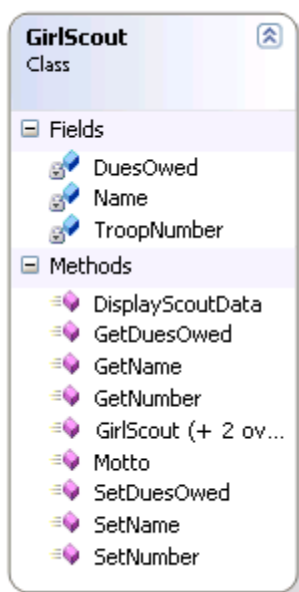 GirlScout
Class
Fields
DuesOwed
Name
TroopNumber
Methods
DisplayScoutData
GetDuesOwed
GetName
GetNumber
GirlScout (+ 2 ov...
Motto
SetDuesOwed
SetName
SetNumber